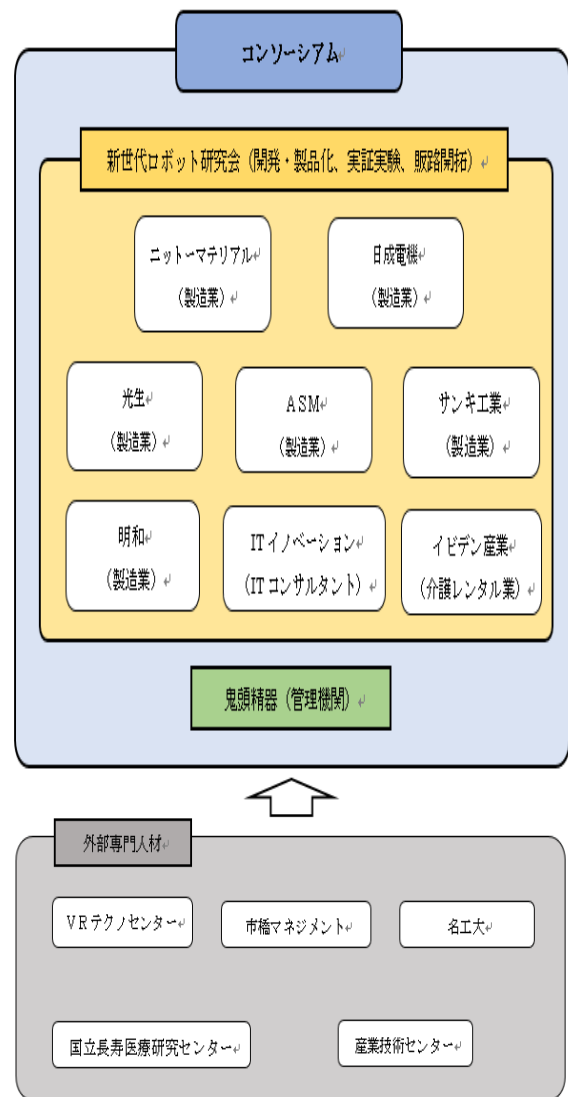 コンソーシアム↵
新世代ロボット研究会（開発・製品化、実証実験、販路開拓）↵
ニットーマテリアル↵
（製造業）↵
日成電機↵
（製造業）↵
光生↵
（製造業）↵
ASM↵
（製造業）↵
サンキ工業↵
（製造業）↵
明和↵
（製造業）↵
ITイノベーション↵
（ITコンサルタント）↵
イビデン産業↵
（介護レンタル業）↵
鬼頭精器（管理機関）↵
外部専門人材↵
VRテクノセンター↵
市橋マネジメント↵
名工大↵
国立長寿医療研究センター↵
産業技術センター↵